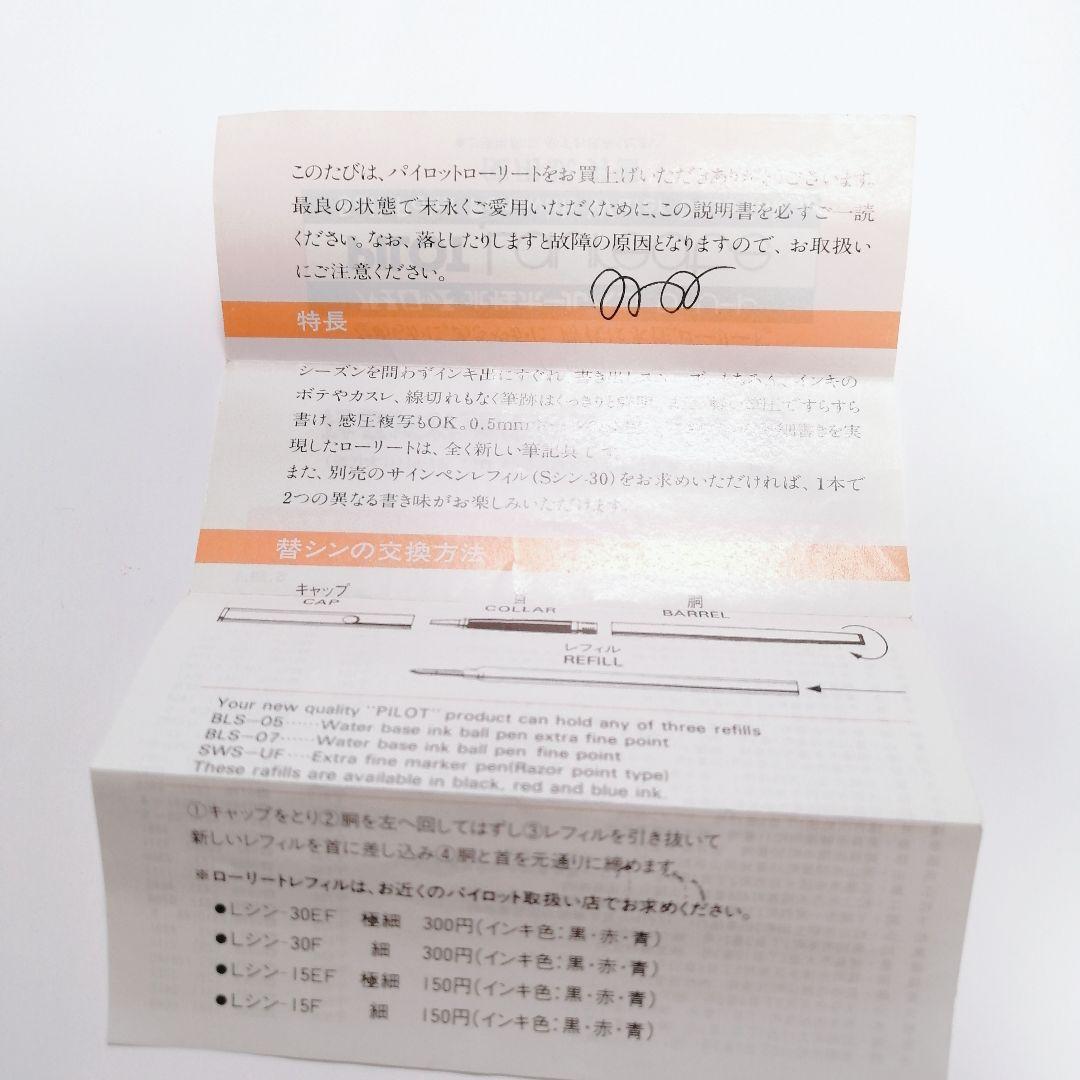 このたびは、パイロットローリートをお買上げいただきありがとうございます。
最良の状態で末永くご愛用いただくために、この説明書を必ずご一読
ください。なお、落としたりしますと故障の原因となりますので、お取扱い
にご注意ください。
特長
シーズンを問わずインキ出にすぐれ、書き出し インキの
ボテやカスレ、線切れもなく筆跡はくっきりと すらすら
書け、感圧複写もOK。0.5mm 細書きを実
現したローリートは、全く新しい筆記具です。
また、別売のサインペンレフィル(Sシン-30)をお求めいただければ、1本で
2つの異なる書き味がお楽しみいただけます。
替シンの交換方法
キャップ 首 胴
CAP COLLAR BARREL
レフィル
REFILL
Your new quality "PILOT" product can hold any of three refills
BLS-05……Water base ink ball pen extra fine point
BLS-07……Water base ink ball pen fine point
SWS-UF…Extra fine marker pen(Razor point type)
These rafills are available in black, red and blue ink.
①キャップをとり②胴を左へ回してはずし③レフィルを引き抜いて
新しいレフィルを首に差し込み④胴と首を元通りに締めます。
※ローリートレフィルは、お近くのパイロット取扱い店でお求めください。
●Lシン-30EF 極細 300円(インキ色:黒・赤・青)
●Lシン-30F 細 300円(インキ色:黒・赤・青)
●Lシン-15EF 極細 150円(インキ色:黒・赤・青)
●Lシン-15F 細 150円(インキ色:黒・赤・青)